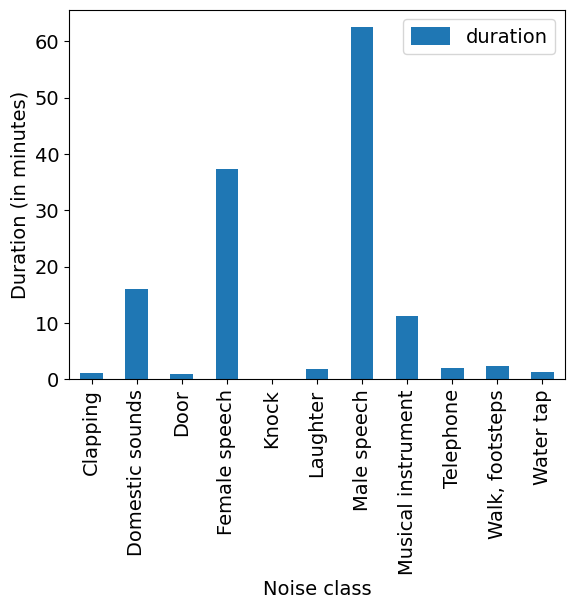 duration
Duration (in minutes)
60
50
40
30
20
10
0
Clapping
Domestic sounds
Door
Female speech
Knock
Laughter
Male speech
Musical instrument
Telephone
Walk, footsteps
Water tap
Noise class